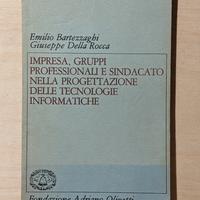 Emilio Bartezzaghi
Giuseppe Della Rocca
IMPRESA, GRUPPI
PROFESSIONALI E SINDACATO
NELLA PROGETTAZIONE
DELLE TECNOLOGIE
INFORMATICHE
Fondazione Adriano Olivetti